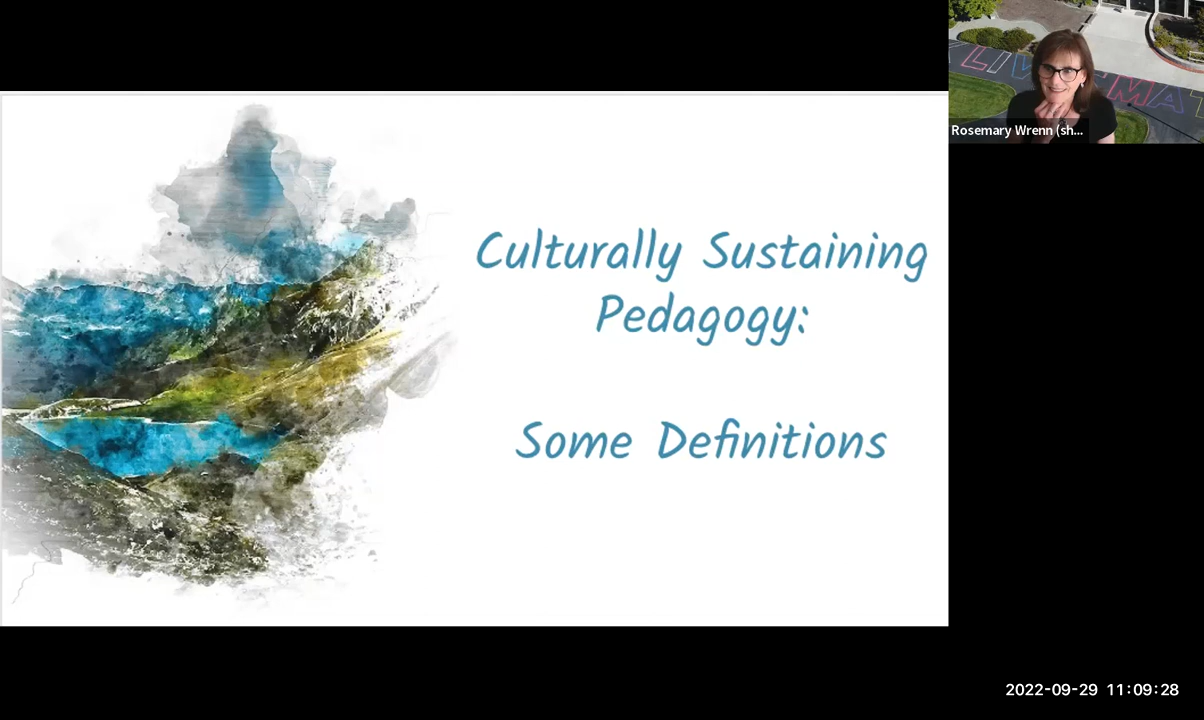 Culturally Sustaining
Pedagogy:
Some Definitions
Rosemary Wrenn (sh...
2022-09-29 11:09:28